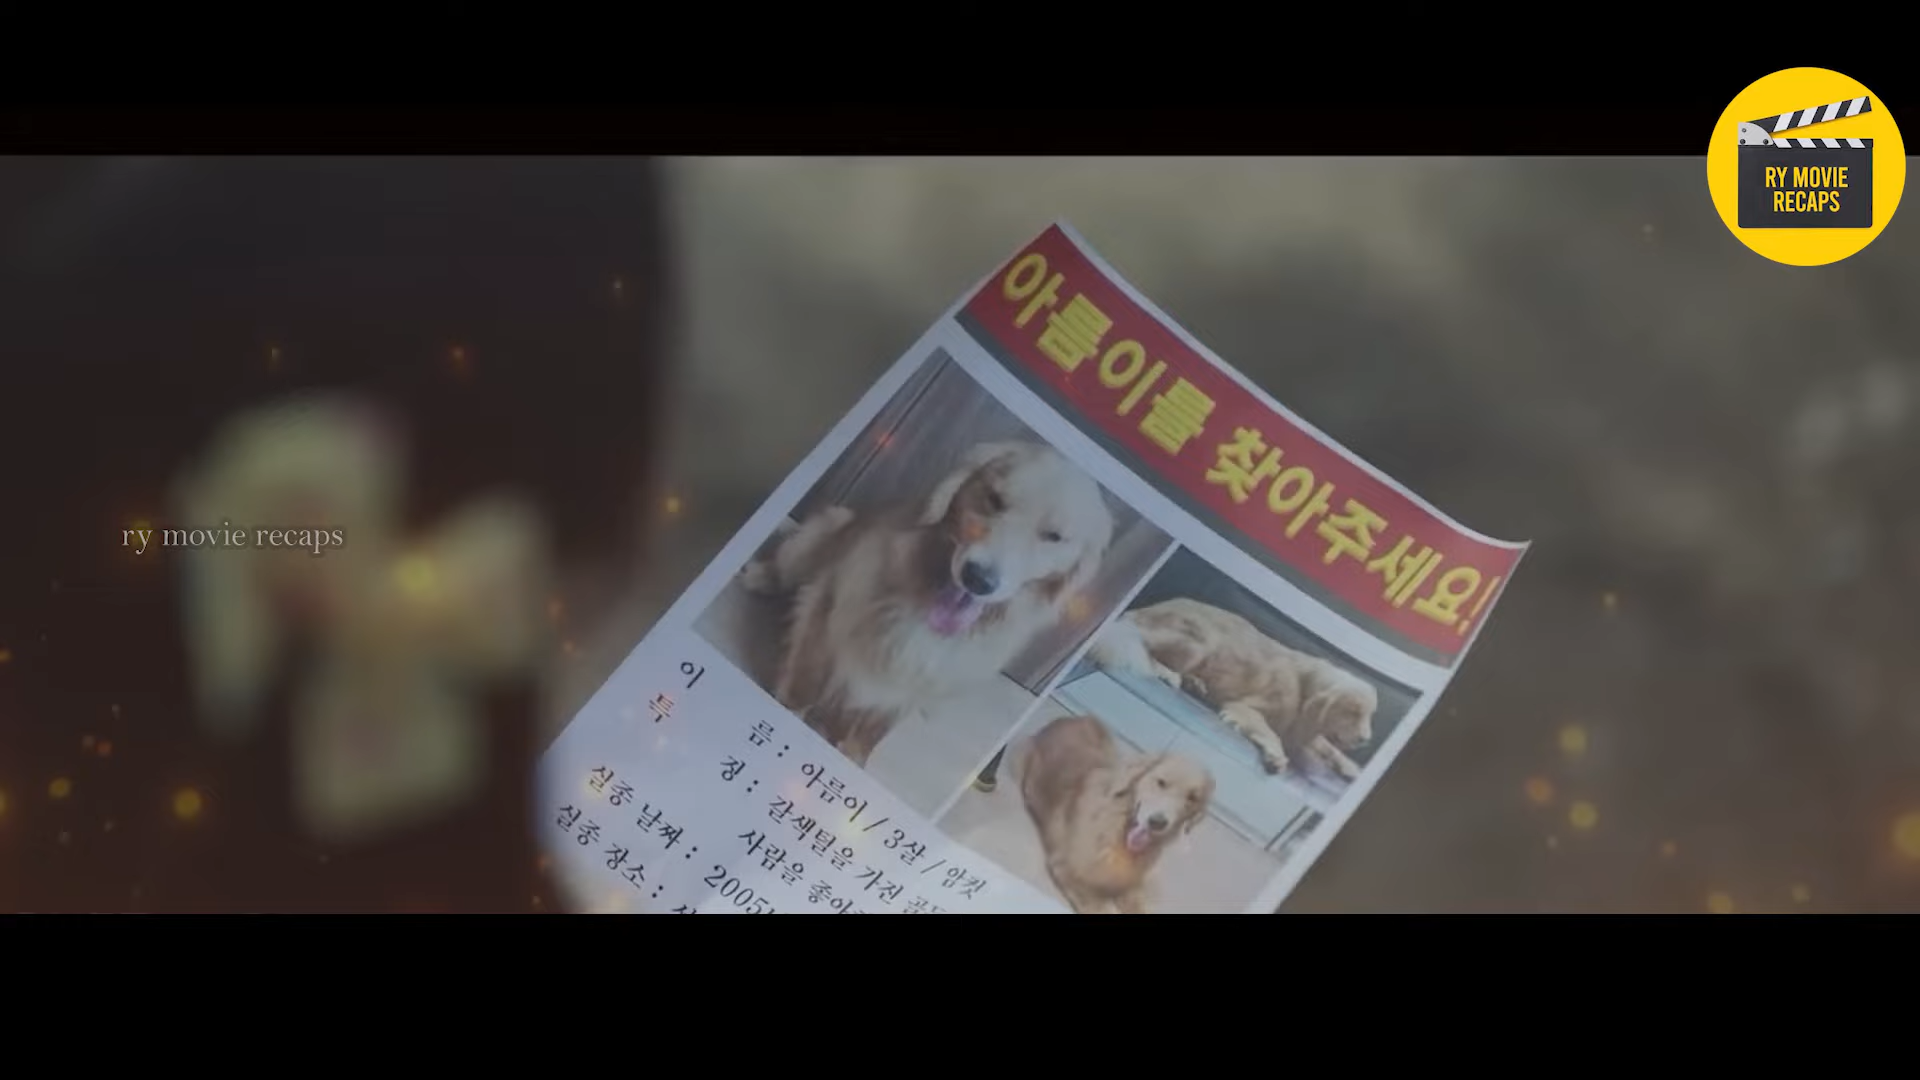 RY MOVIE
RECAPS
ry movie recaps
아름이를 찾아주세요!
이 름 : 아름이 / 3살 / 암컷
특 징 : 갈색털을 가진
사람을
실종 날짜 : 2005
실종 장소 :